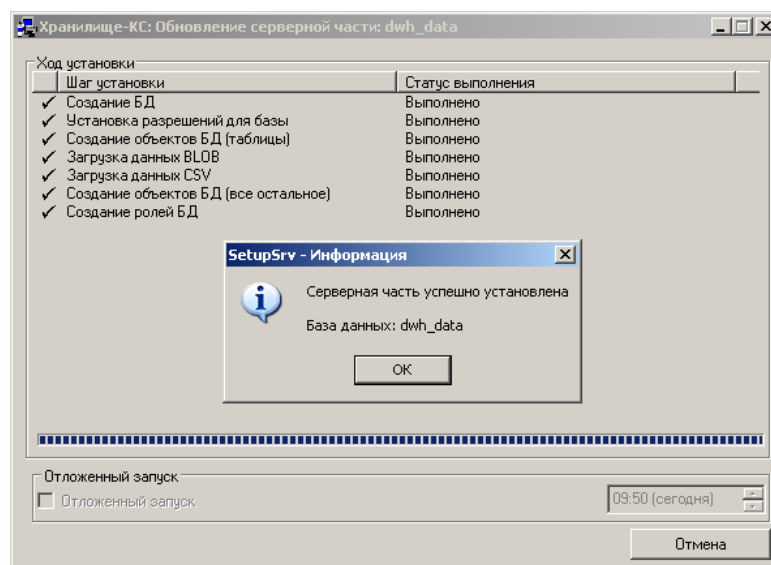 Хранилище-КС: Обновление серверной части: dwh_data
Ход установки
Шаг установки Статус выполнения
Создание БД Выполнено
Установка разрешений для базы Выполнено
Создание объектов БД (таблицы) Выполнено
Загрузка данных BLOB Выполнено
Загрузка данных CSV Выполнено
Создание объектов БД (все остальное) Выполнено
Создание ролей БД Выполнено
SetupSrv - Информация
Серверная часть успешно установлена
База данных: dwh_data
OK
Отложенный запуск
Отложенный запуск 09:50 (сегодня)
Отмена